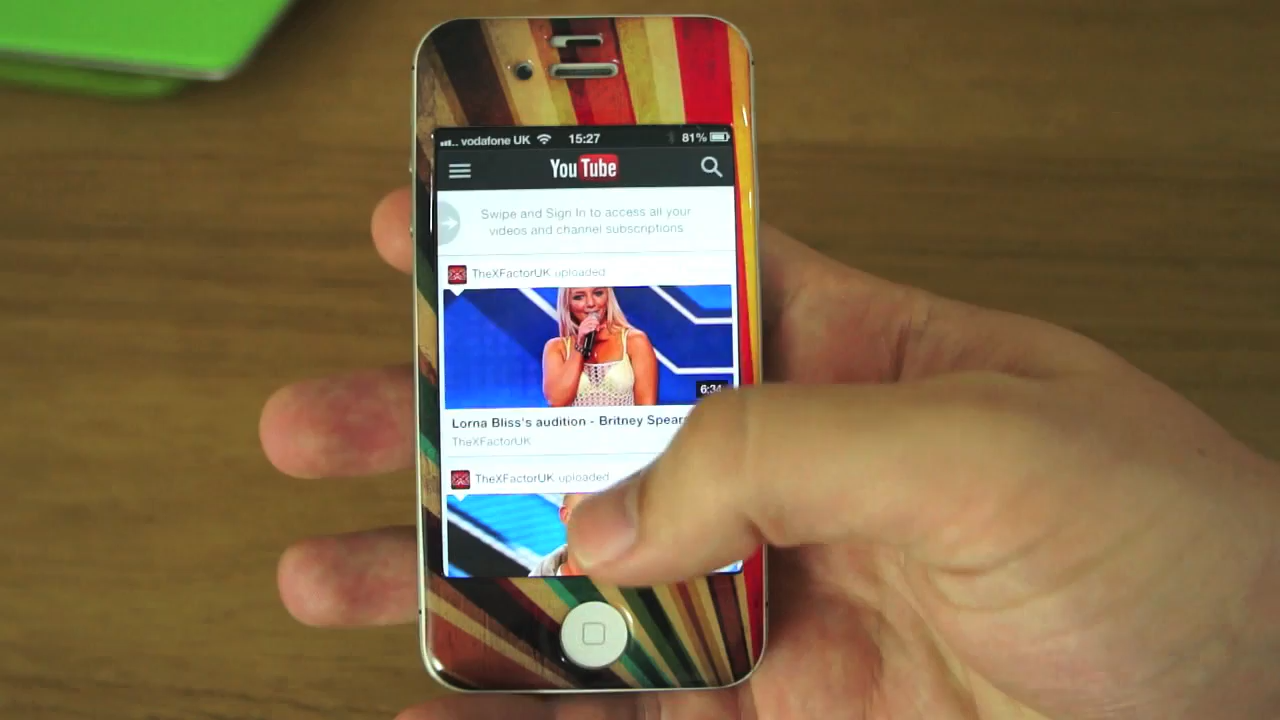 vodafone UK 15:27 81%
YouTube
Swipe and Sign In to access all your
videos and channel subscriptions
TheXFactorUK uploaded
6:34
Lorna Bliss's audition - Britney Spears
TheXFactorUK
TheXFactorUK uploaded